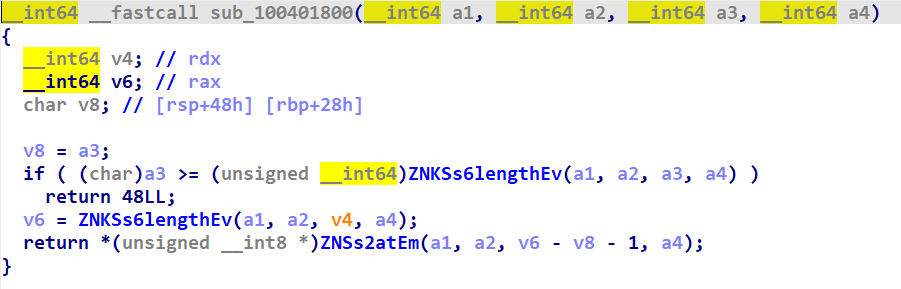 __int64 __fastcall sub_100401800(__int64 a1, __int64 a2, __int64 a3, __int64 a4)
{
__int64 v4; // rdx
__int64 v6; // rax
char v8; // [rsp+48h] [rbp+28h]
v8 = a3;
if ( (char)a3 >= (unsigned __int64)ZNKSs6lengthEv(a1, a2, a3, a4) )
return 48LL;
v6 = ZNKSs6lengthEv(a1, a2, v4, a4);
return *(unsigned __int8 *)ZNSs2atEm(a1, a2, v6 - v8 - 1, a4);
}